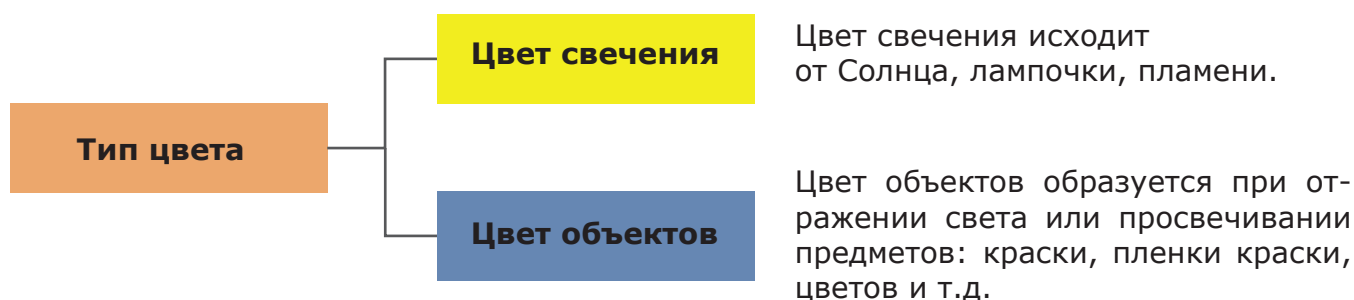 Тип цвета
Цвет свечения
Цвет свечения исходит
от Солнца, лампочки, пламени.
Цвет объектов
Цвет объектов образуется при от-
ражении света или просвечивании
предметов: краски, пленки краски,
цветов и т.д.